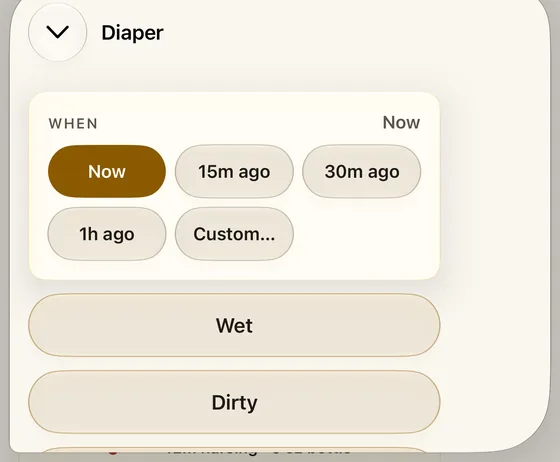 Diaper
WHEN Now
Now 15m ago 30m ago
1h ago Custom...
Wet
Dirty